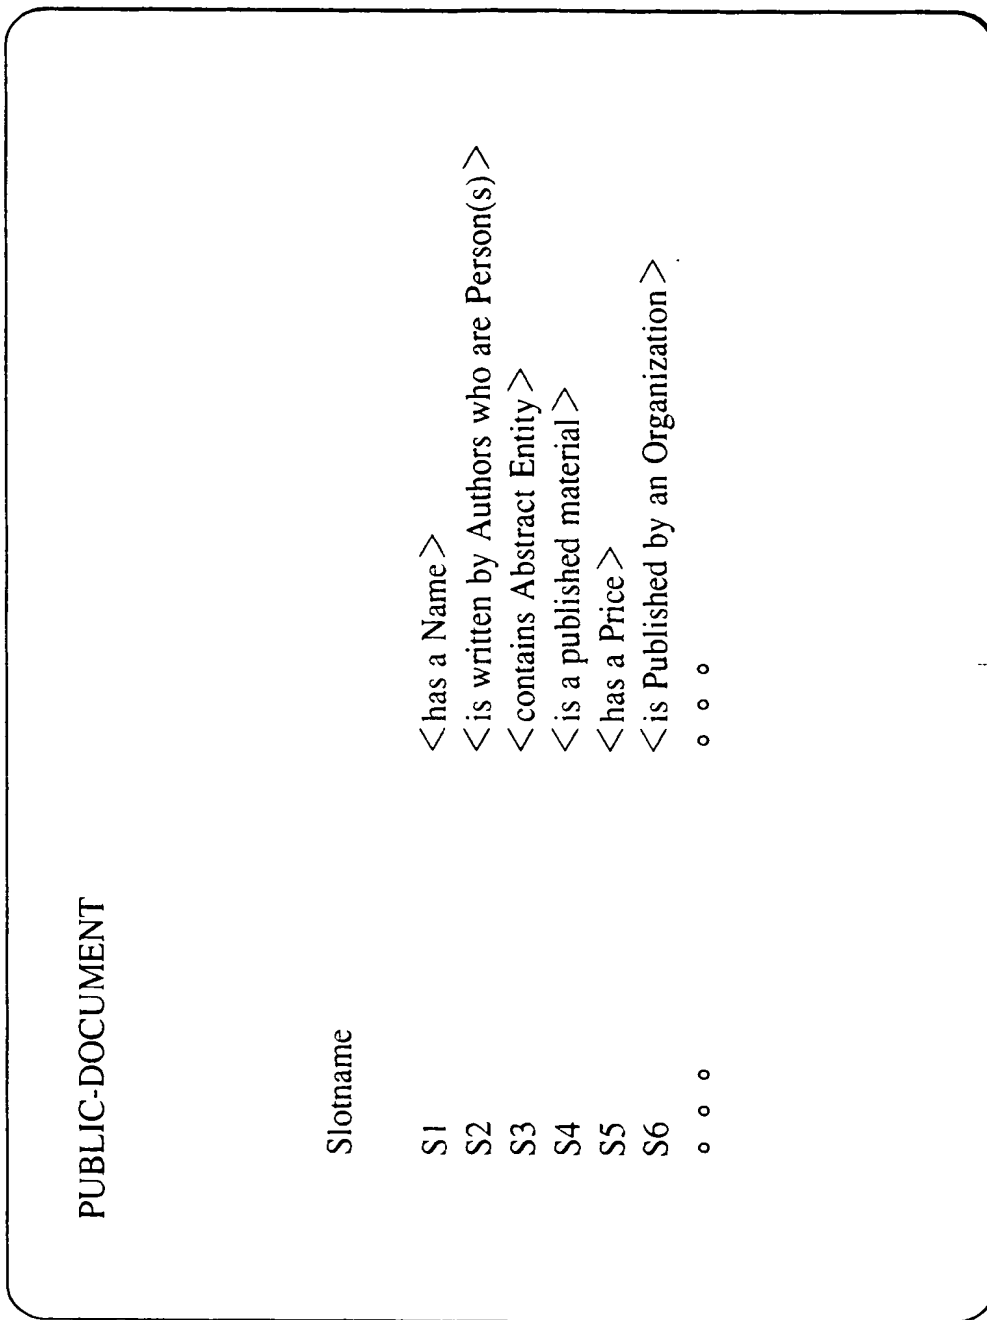 PUBLIC-DOCUMENT
Slotname
S1 <has a Name>
S2 <is written by Authors who are Person(s)>
S3 <contains Abstract Entity>
S4 <is a published material>
S5 <has a Price>
S6 <is Published by an Organization>
∘ ∘ ∘ ∘ ∘ ∘